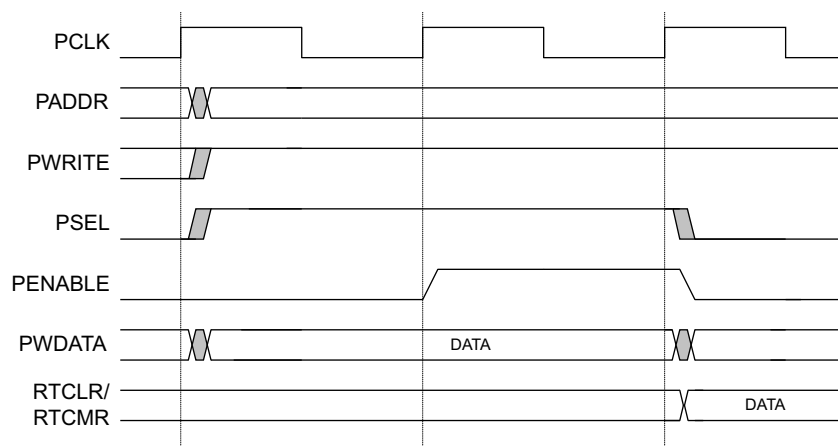 PCLK
PADDR
PWRITE
PSEL
PENABLE
PWDATA
DATA
RTCLR/
RTCMR
DATA